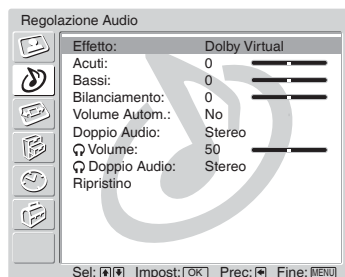 Regolazione Audio
Effetto: Dolby Virtual
Acuti: 0
Bassi: 0
Bilanciamento: 0
Volume Autom.: No
Doppio Audio: Stereo
Volume: 50
Doppio Audio: Stereo
Ripristino
Sel: Impost: OK Prec: Fine: MENU